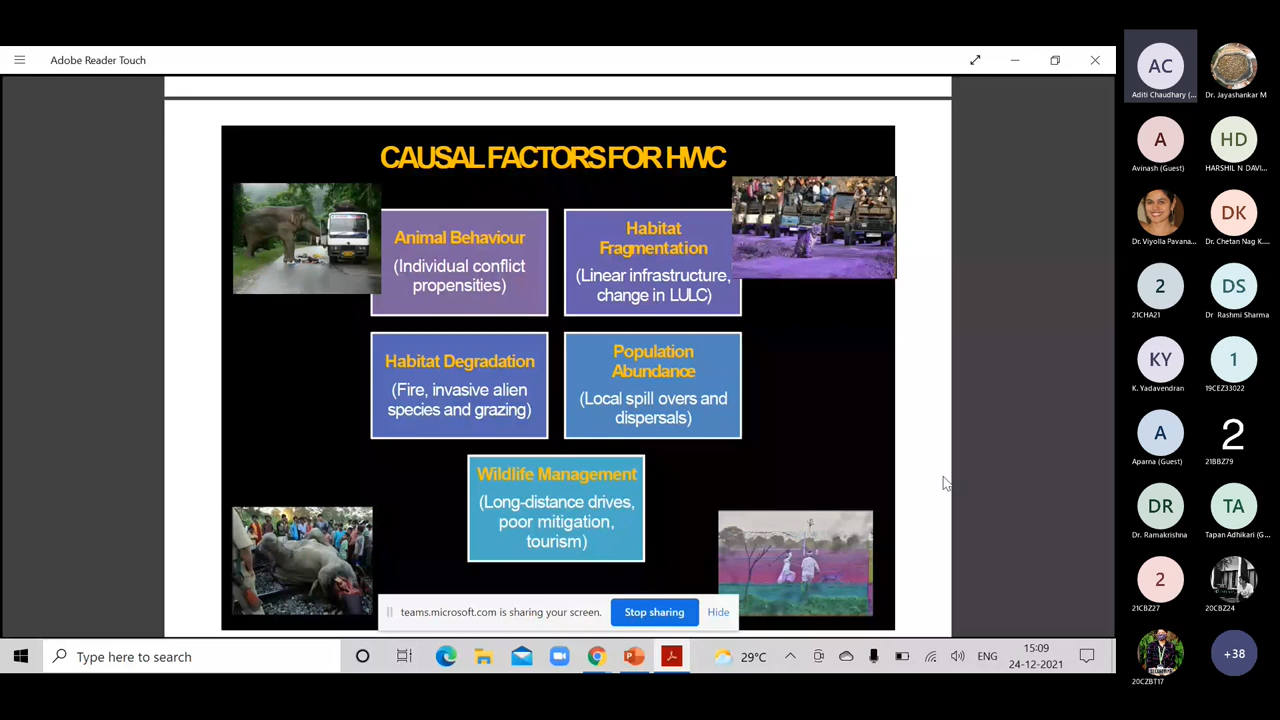 Adobe Reader Touch
CAUSAL FACTORS FOR HWC
Animal Behaviour
(Individual conflict
propensities)
Habitat
Fragmentation
(Linear infrastructure,
change in LULC)
Habitat Degradation
(Fire, invasive alien
species and grazing)
Population
Abundance
(Local spill overs and
dispersals)
Wildlife Management
(Long-distance drives,
poor mitigation,
tourism)
teams.microsoft.com is sharing your screen.
Stop sharing
Hide
Type here to search
29°C
ENG
15:09
24-12-2021
AC
Aditi Chaudhary (...
Dr. Jayashankar M
A
Avinash (Guest)
HD
HARSHIL N DAVI...
Dr. Viyolla Pavana...
DK
Dr. Chetan Nag K...
2
21CHA21
DS
Dr Rashmi Sharma
KY
K. Yadavendran
1
19CEZ33022
A
Aparna (Guest)
2
21BBZ79
DR
Dr. Ramakrishna
TA
Tapan Adhikari (G...
2
21CBZ27
20CBZ24
20CZBT17
+38